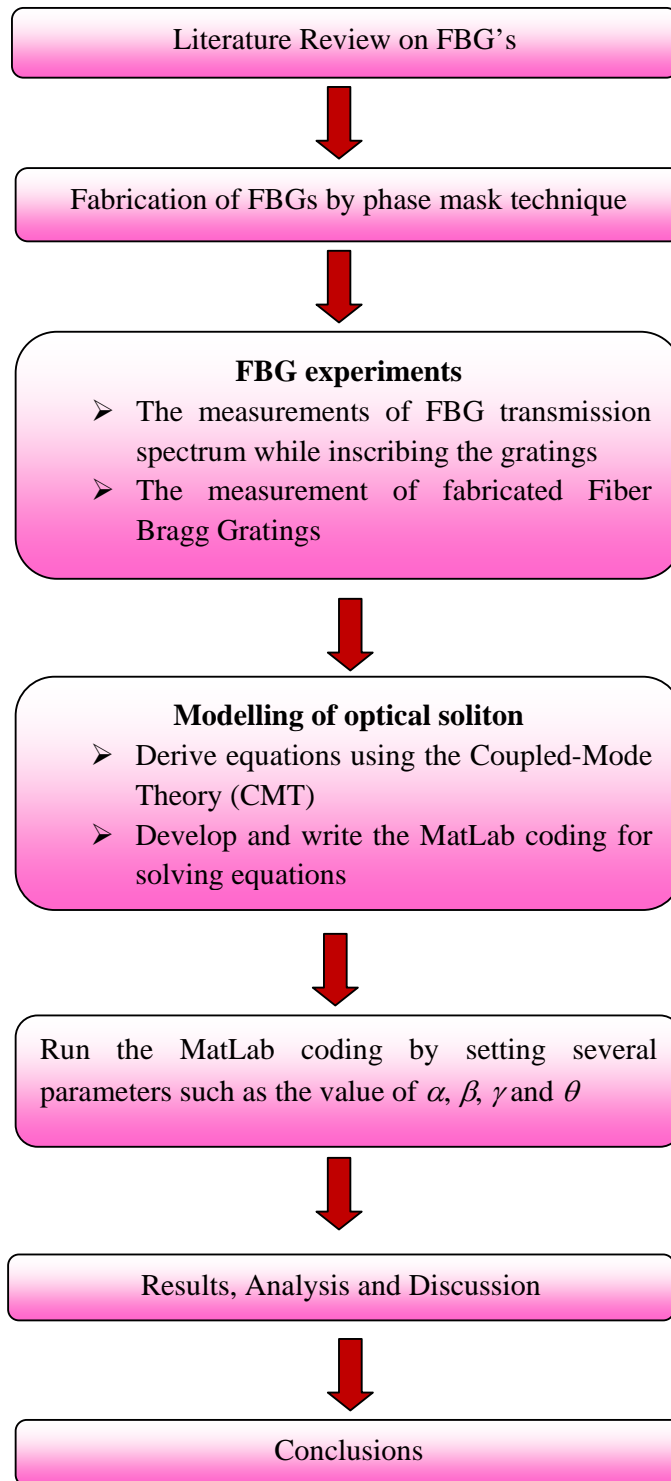 Literature Review on FBG’s
Fabrication of FBGs by phase mask technique
FBG experiments
➢ The measurements of FBG transmission
spectrum while inscribing the gratings
➢ The measurement of fabricated Fiber
Bragg Gratings
Modelling of optical soliton
➢ Derive equations using the Coupled-Mode
Theory (CMT)
➢ Develop and write the MatLab coding for
solving equations
Run the MatLab coding by setting several
parameters such as the value of α, β, γ and θ
Results, Analysis and Discussion
Conclusions